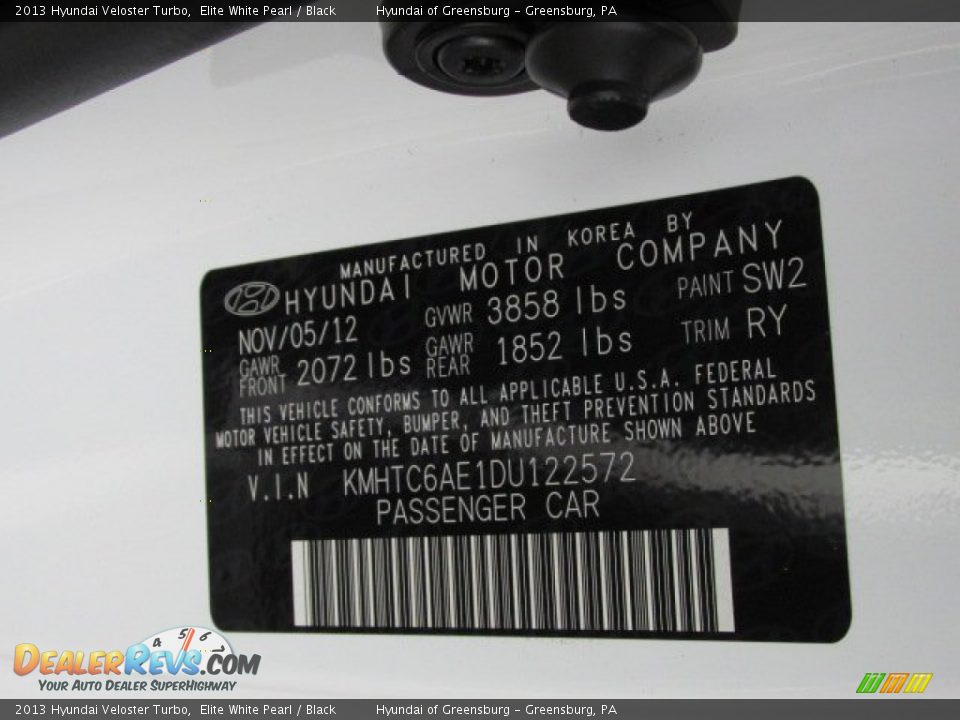 2013 Hyundai Veloster Turbo, Elite White Pearl / Black Hyundai of Greensburg - Greensburg, PA
MANUFACTURED IN KOREA BY
HYUNDAI MOTOR COMPANY
NOV/05/12 GVWR 3858 lbs PAINT SW2
GAWR FRONT 2072 lbs GAWR REAR 1852 lbs TRIM RY
THIS VEHICLE CONFORMS TO ALL APPLICABLE U.S.A. FEDERAL
MOTOR VEHICLE SAFETY, BUMPER, AND THEFT PREVENTION STANDARDS
IN EFFECT ON THE DATE OF MANUFACTURE SHOWN ABOVE
V.I.N KMHTC6AE1DU122572
PASSENGER CAR
4 5 6 7
DEALERREVS.COM
YOUR AUTO DEALER SUPERHIGHWAY
2013 Hyundai Veloster Turbo, Elite White Pearl / Black Hyundai of Greensburg - Greensburg, PA